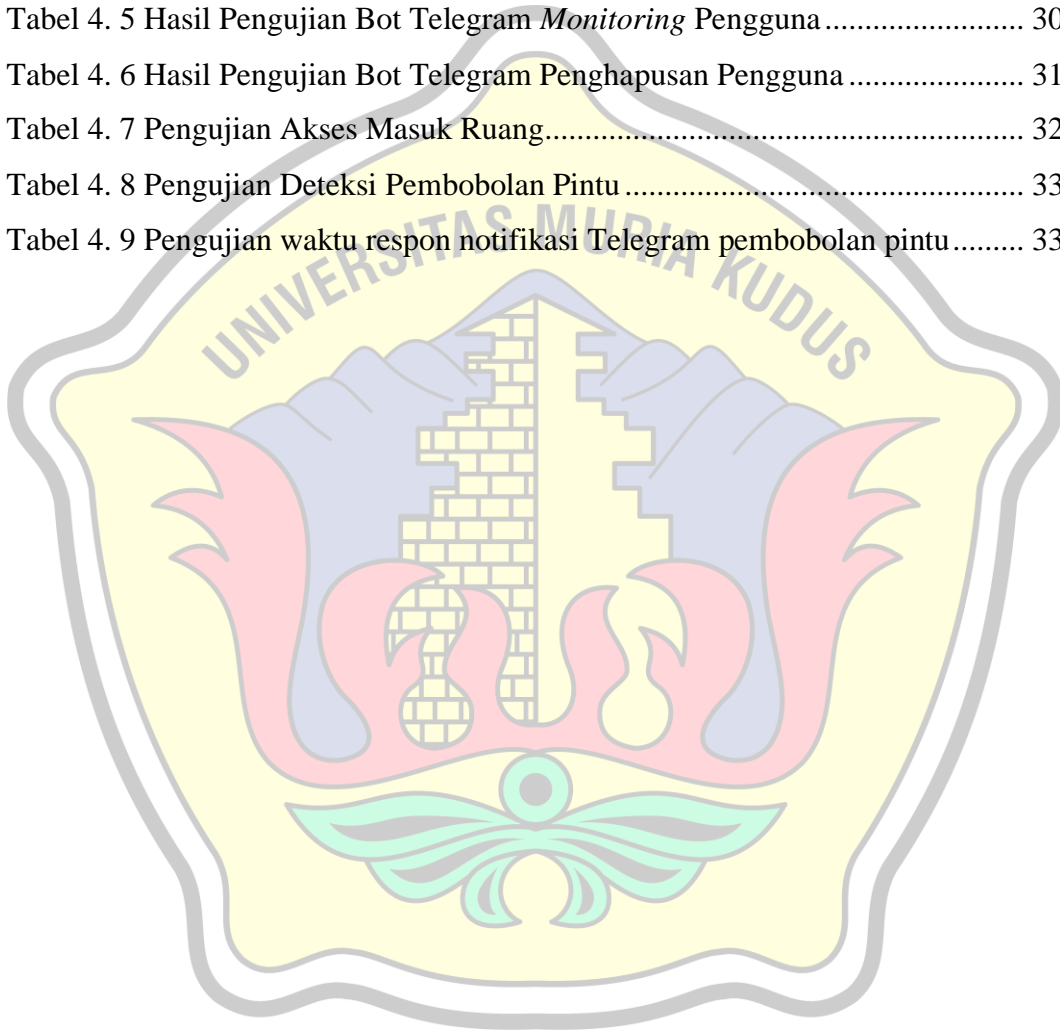 Tabel 4. 5 Hasil Pengujian Bot Telegram Monitoring Pengguna........................ 30
Tabel 4. 6 Hasil Pengujian Bot Telegram Penghapusan Pengguna..................... 31
Tabel 4. 7 Pengujian Akses Masuk Ruang.......................................................... 32
Tabel 4. 8 Pengujian Deteksi Pembobolan Pintu................................................ 33
Tabel 4. 9 Pengujian waktu respon notifikasi Telegram pembobolan pintu......... 33
UNIVERSITAS MURIA KUDUS